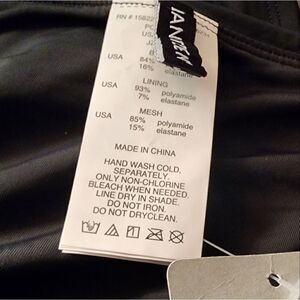 RN # 15822
USA
84%
USA 16% elastane
LINING
USA 93% polyamide
7% elastane
MESH
USA 85% polyamide
15% elastane
MADE IN CHINA
HAND WASH COLD,
SEPARATELY.
ONLY NON-CHLORINE
BLEACH WHEN NEEDED.
LINE DRY IN SHADE.
DO NOT IRON.
DO NOT DRYCLEAN.